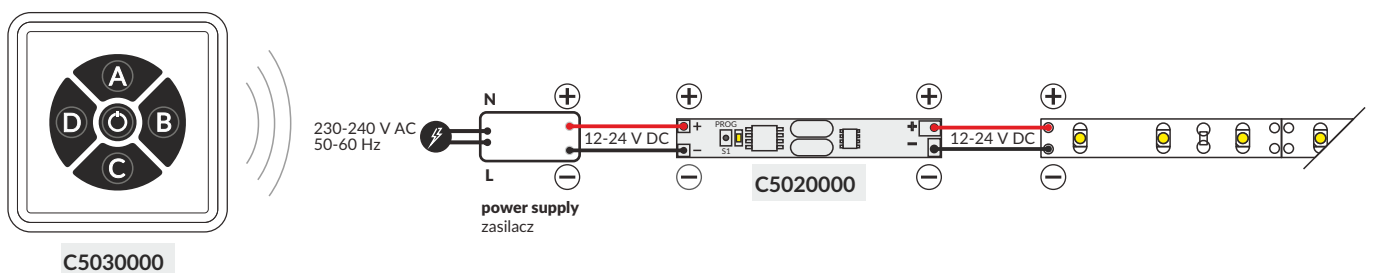 A
D
B
C
C5030000
230-240 V AC
50-60 Hz
N
L
power supply
zasilacz
+
−
12-24 V DC
+
−
PROG
S1
+
−
C5020000
+
−
+
−
12-24 V DC
+
−